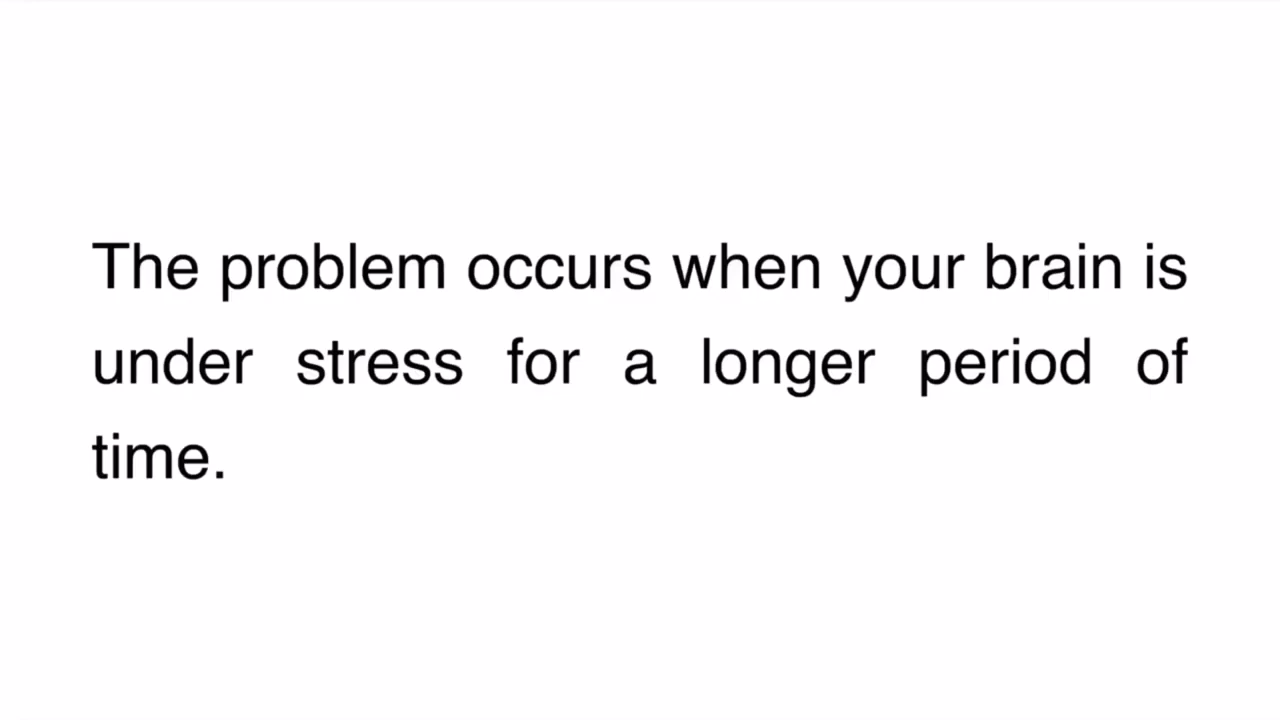 The problem occurs when your brain is
under stress for a longer period of
time.